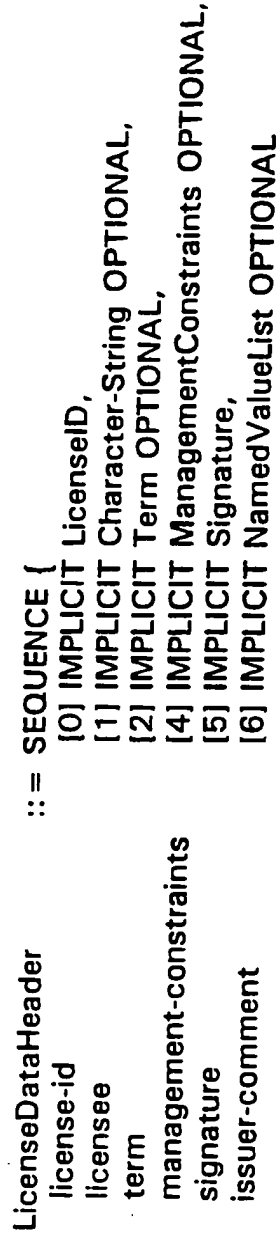 LicenseDataHeader ::= SEQUENCE {
license-id [0] IMPLICIT LicenseID,
licensee [1] IMPLICIT Character-String OPTIONAL,
term [2] IMPLICIT Term OPTIONAL,
management-constraints [4] IMPLICIT ManagementConstraints OPTIONAL,
signature [5] IMPLICIT Signature,
issuer-comment [6] IMPLICIT NamedValueList OPTIONAL